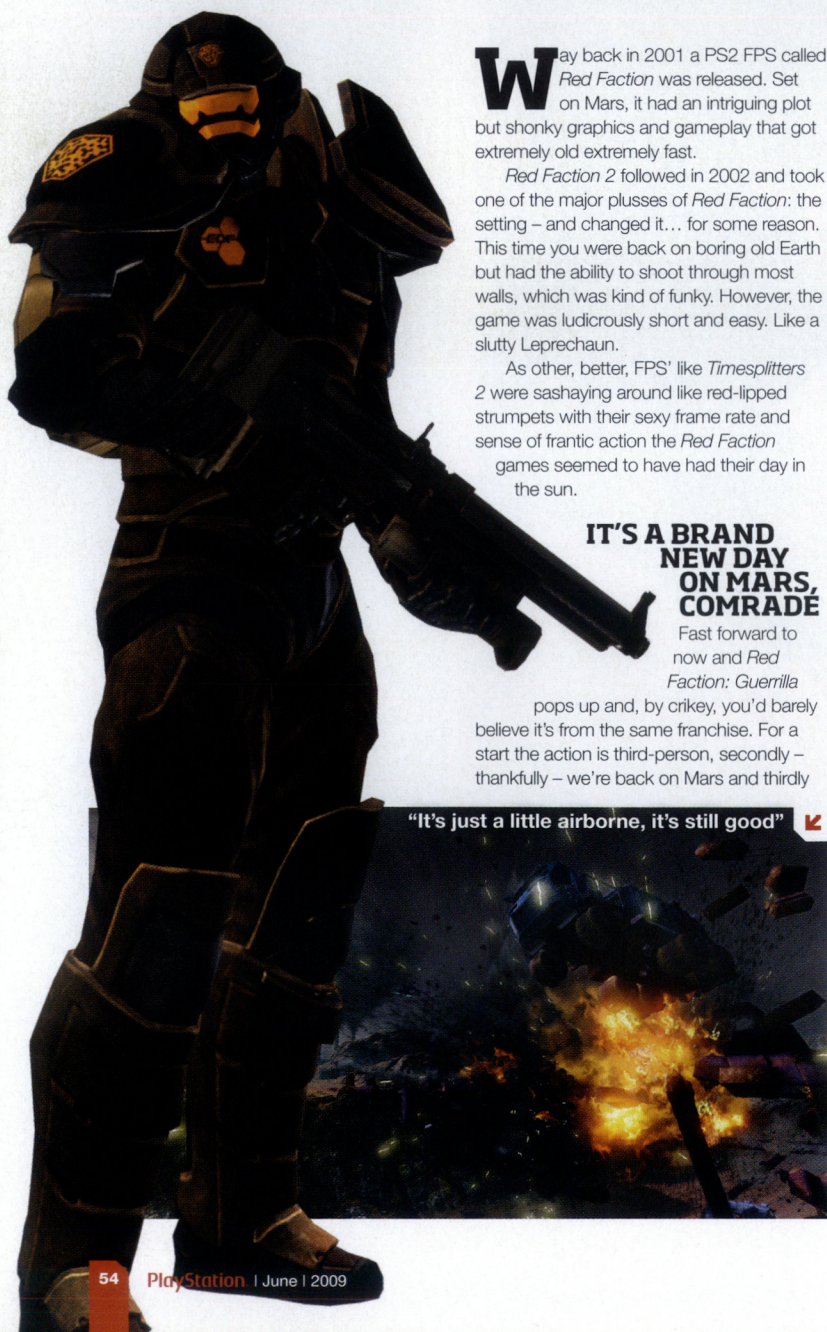 Way back in 2001 a PS2 FPS called
Red Faction was released. Set
on Mars, it had an intriguing plot
but shonky graphics and gameplay that got
extremely old extremely fast.
Red Faction 2 followed in 2002 and took
one of the major plusses of Red Faction: the
setting – and changed it… for some reason.
This time you were back on boring old Earth
but had the ability to shoot through most
walls, which was kind of funky. However, the
game was ludicrously short and easy. Like a
slutty Leprechaun.
As other, better, FPS’ like Timesplitters
2 were sashaying around like red-lipped
strumpets with their sexy frame rate and
sense of frantic action the Red Faction
games seemed to have had their day in
the sun.
IT’S A BRAND
NEW DAY
ON MARS,
COMRADE
Fast forward to
now and Red
Faction: Guerrilla
pops up and, by crikey, you’d barely
believe it’s from the same franchise. For a
start the action is third-person, secondly –
thankfully – we’re back on Mars and thirdly
“It’s just a little airborne, it’s still good”
EDF
54 PlayStation | June | 2009